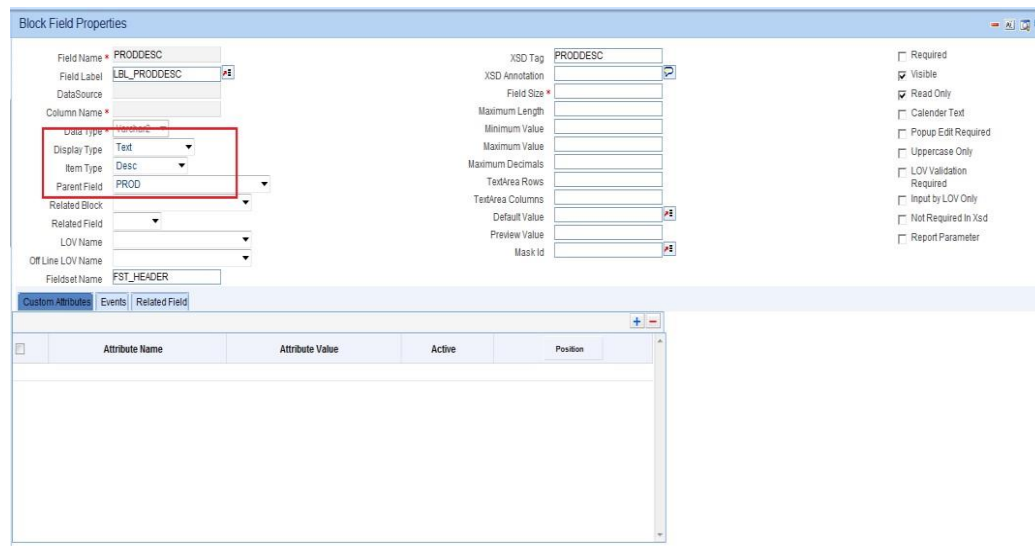 Block Field Properties
Field Name * PRODDESC
Field Label LBL_PRODDESC
DataSource
Column Name *
Data Type * Varchar2
Display Type Text
Item Type Desc
Parent Field PROD
Related Block
Related Field
LOV Name
Off Line LOV Name
Fieldset Name FST_HEADER
XSD Tag PRODDESC
XSD Annotation
Field Size *
Maximum Length
Minimum Value
Maximum Value
Maximum Decimals
TextArea Rows
TextArea Columns
Default Value
Preview Value
Mask Id
Required
Visible
Read Only
Calender Text
Popup Edit Required
Uppercase Only
LOV Validation
Required
Input by LOV Only
Not Required In Xsd
Report Parameter
Custom Attributes Events Related Field
Attribute Name Attribute Value Active Position